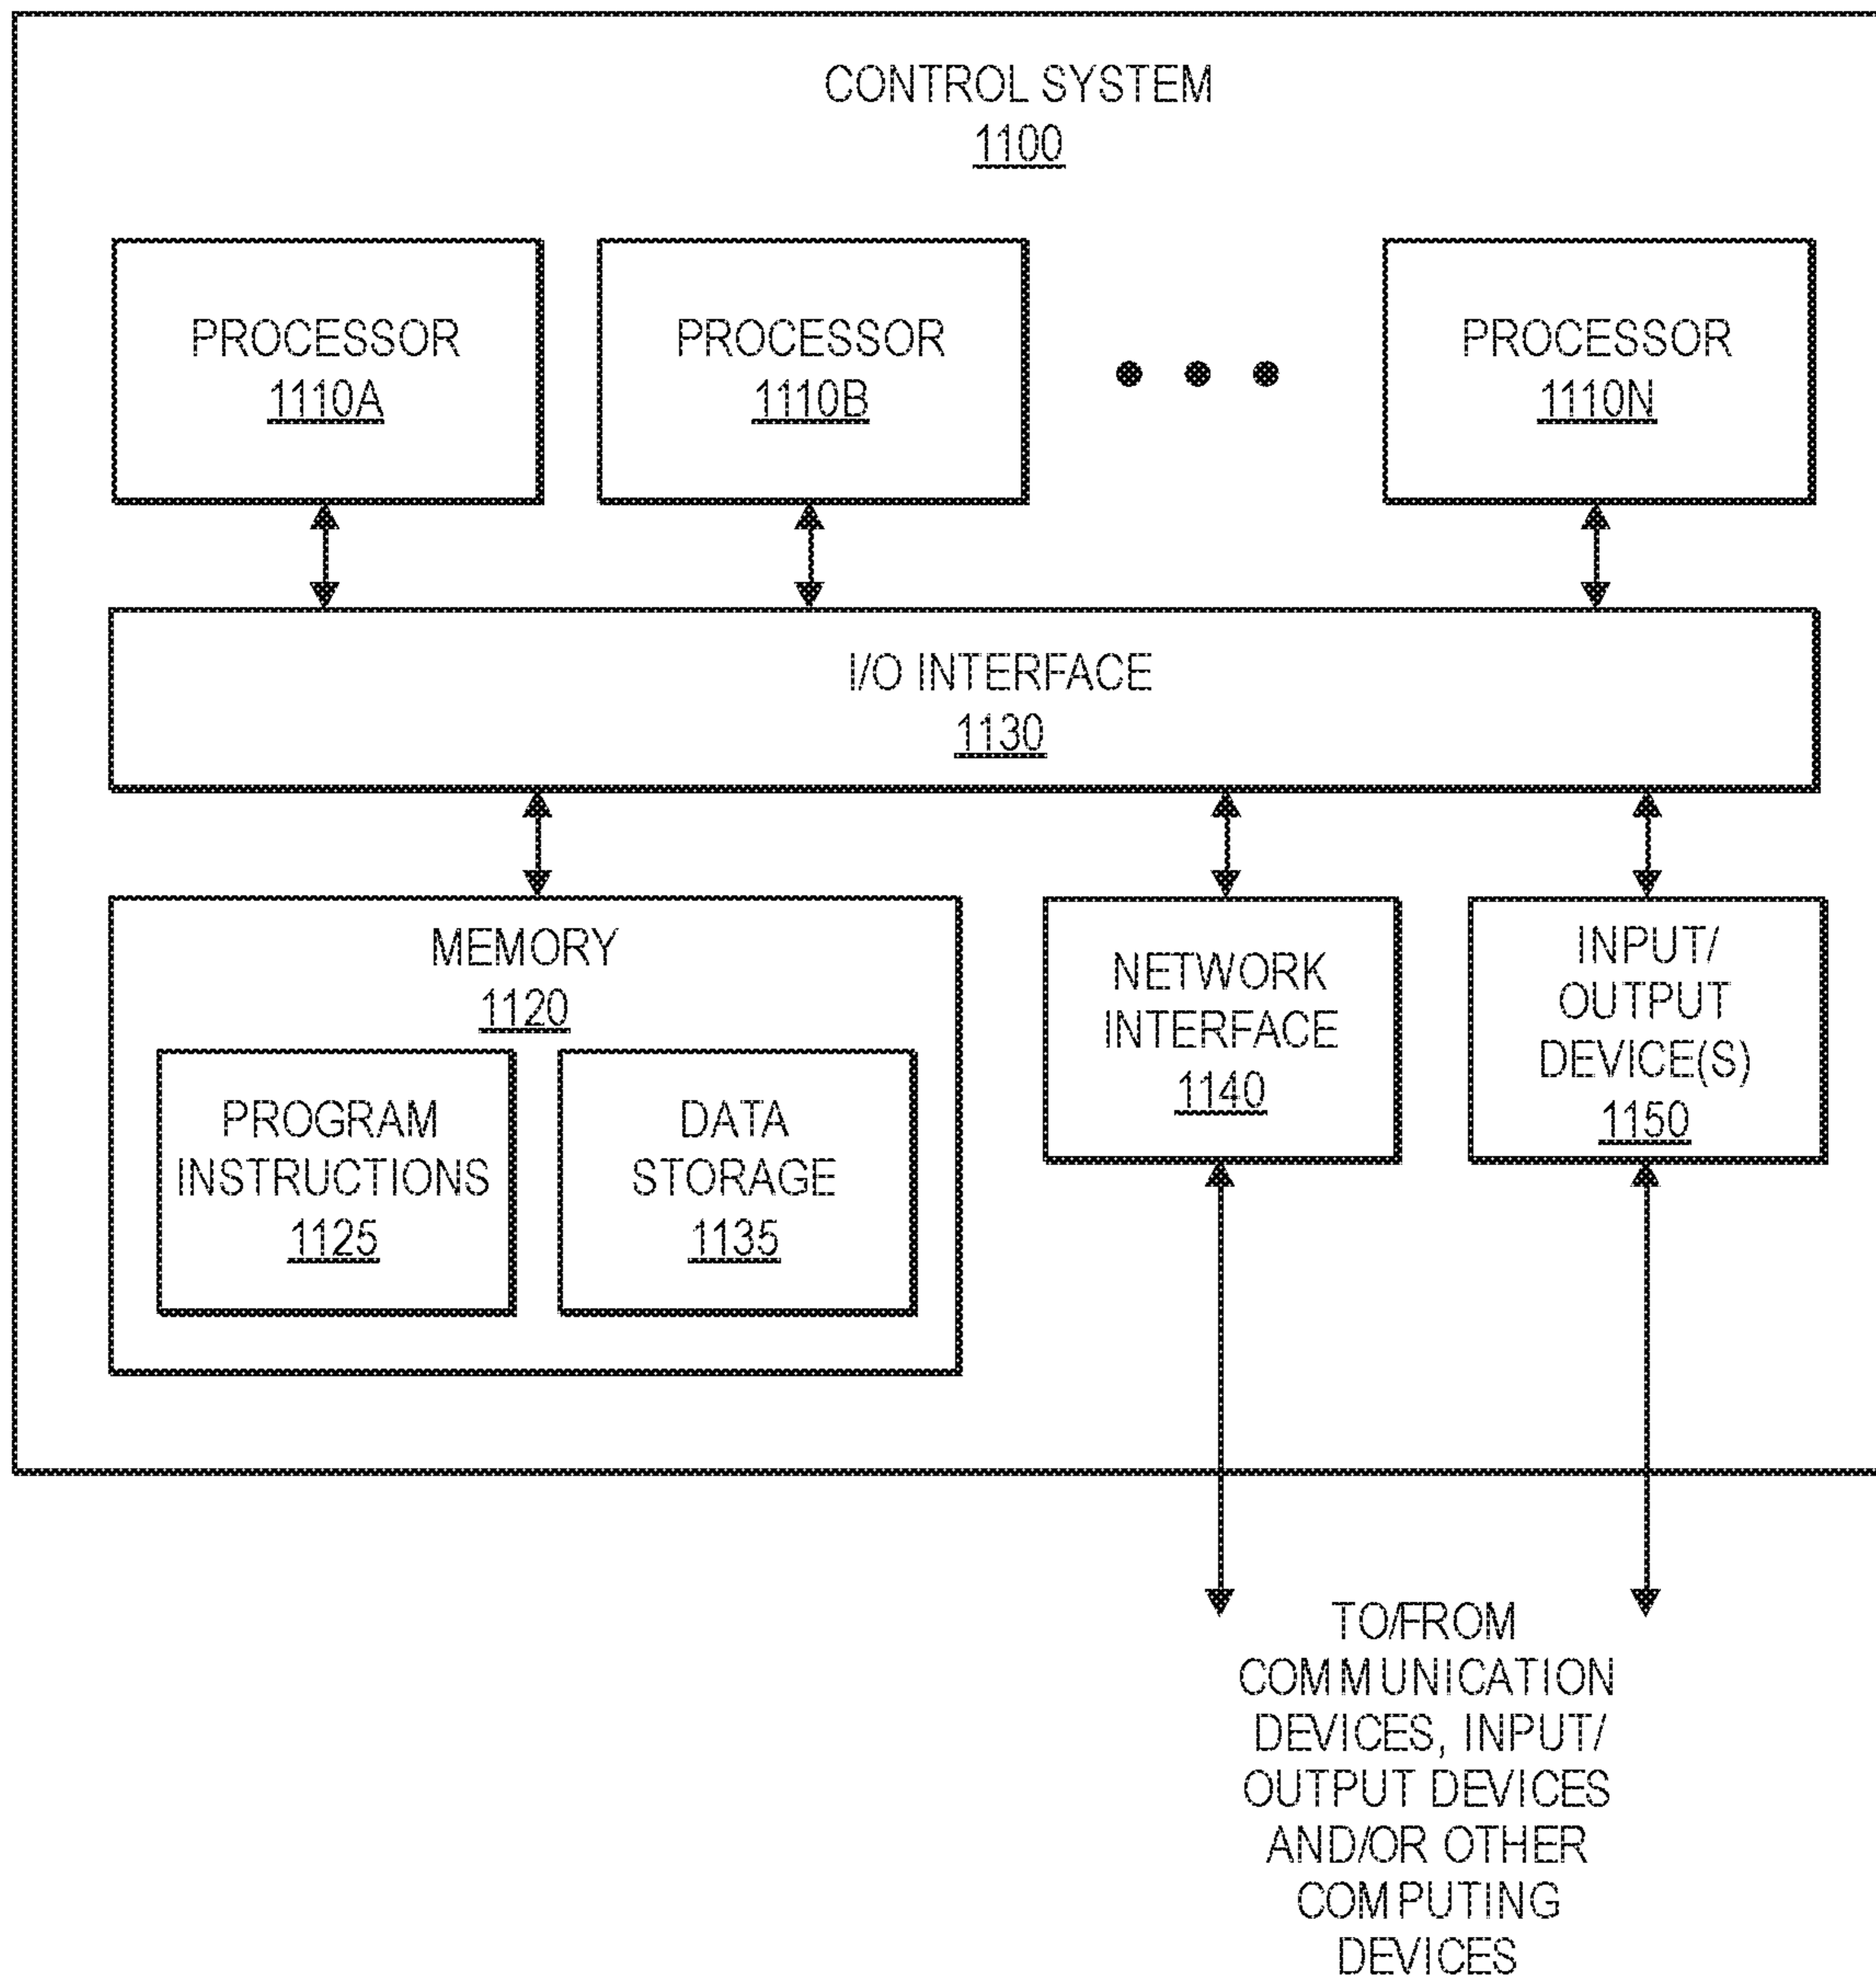 CONTROL SYSTEM
1100
PROCESSOR
1110A
PROCESSOR
1110B
PROCESSOR
1110N
I/O INTERFACE
1130
MEMORY
1120
PROGRAM
INSTRUCTIONS
1125
DATA
STORAGE
1135
NETWORK
INTERFACE
1140
INPUT/
OUTPUT
DEVICE(S)
1150
TO/FROM
COMMUNICATION
DEVICES, INPUT/
OUTPUT DEVICES
AND/OR OTHER
COMPUTING
DEVICES